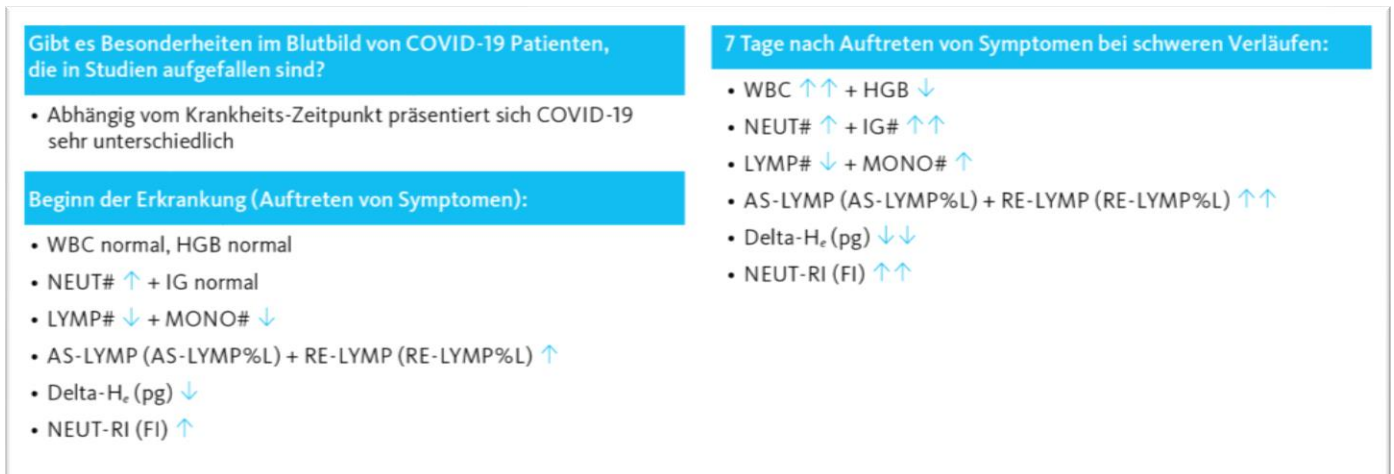 Gibt es Besonderheiten im Blutbild von COVID-19 Patienten,
die in Studien aufgefallen sind?
• Abhängig vom Krankheits-Zeitpunkt präsentiert sich COVID-19
sehr unterschiedlich
Beginn der Erkrankung (Auftreten von Symptomen):
• WBC normal, HGB normal
• NEUT# ↑ + IG normal
• LYMP# ↓ + MONO# ↓
• AS-LYMP (AS-LYMP%L) + RE-LYMP (RE-LYMP%L) ↑
• Delta-Hₑ (pg) ↓
• NEUT-RI (FI) ↑
7 Tage nach Auftreten von Symptomen bei schweren Verläufen:
• WBC ↑↑ + HGB ↓
• NEUT# ↑ + IG# ↑↑
• LYMP# ↓ + MONO# ↑
• AS-LYMP (AS-LYMP%L) + RE-LYMP (RE-LYMP%L) ↑↑
• Delta-Hₑ (pg) ↓↓
• NEUT-RI (FI) ↑↑